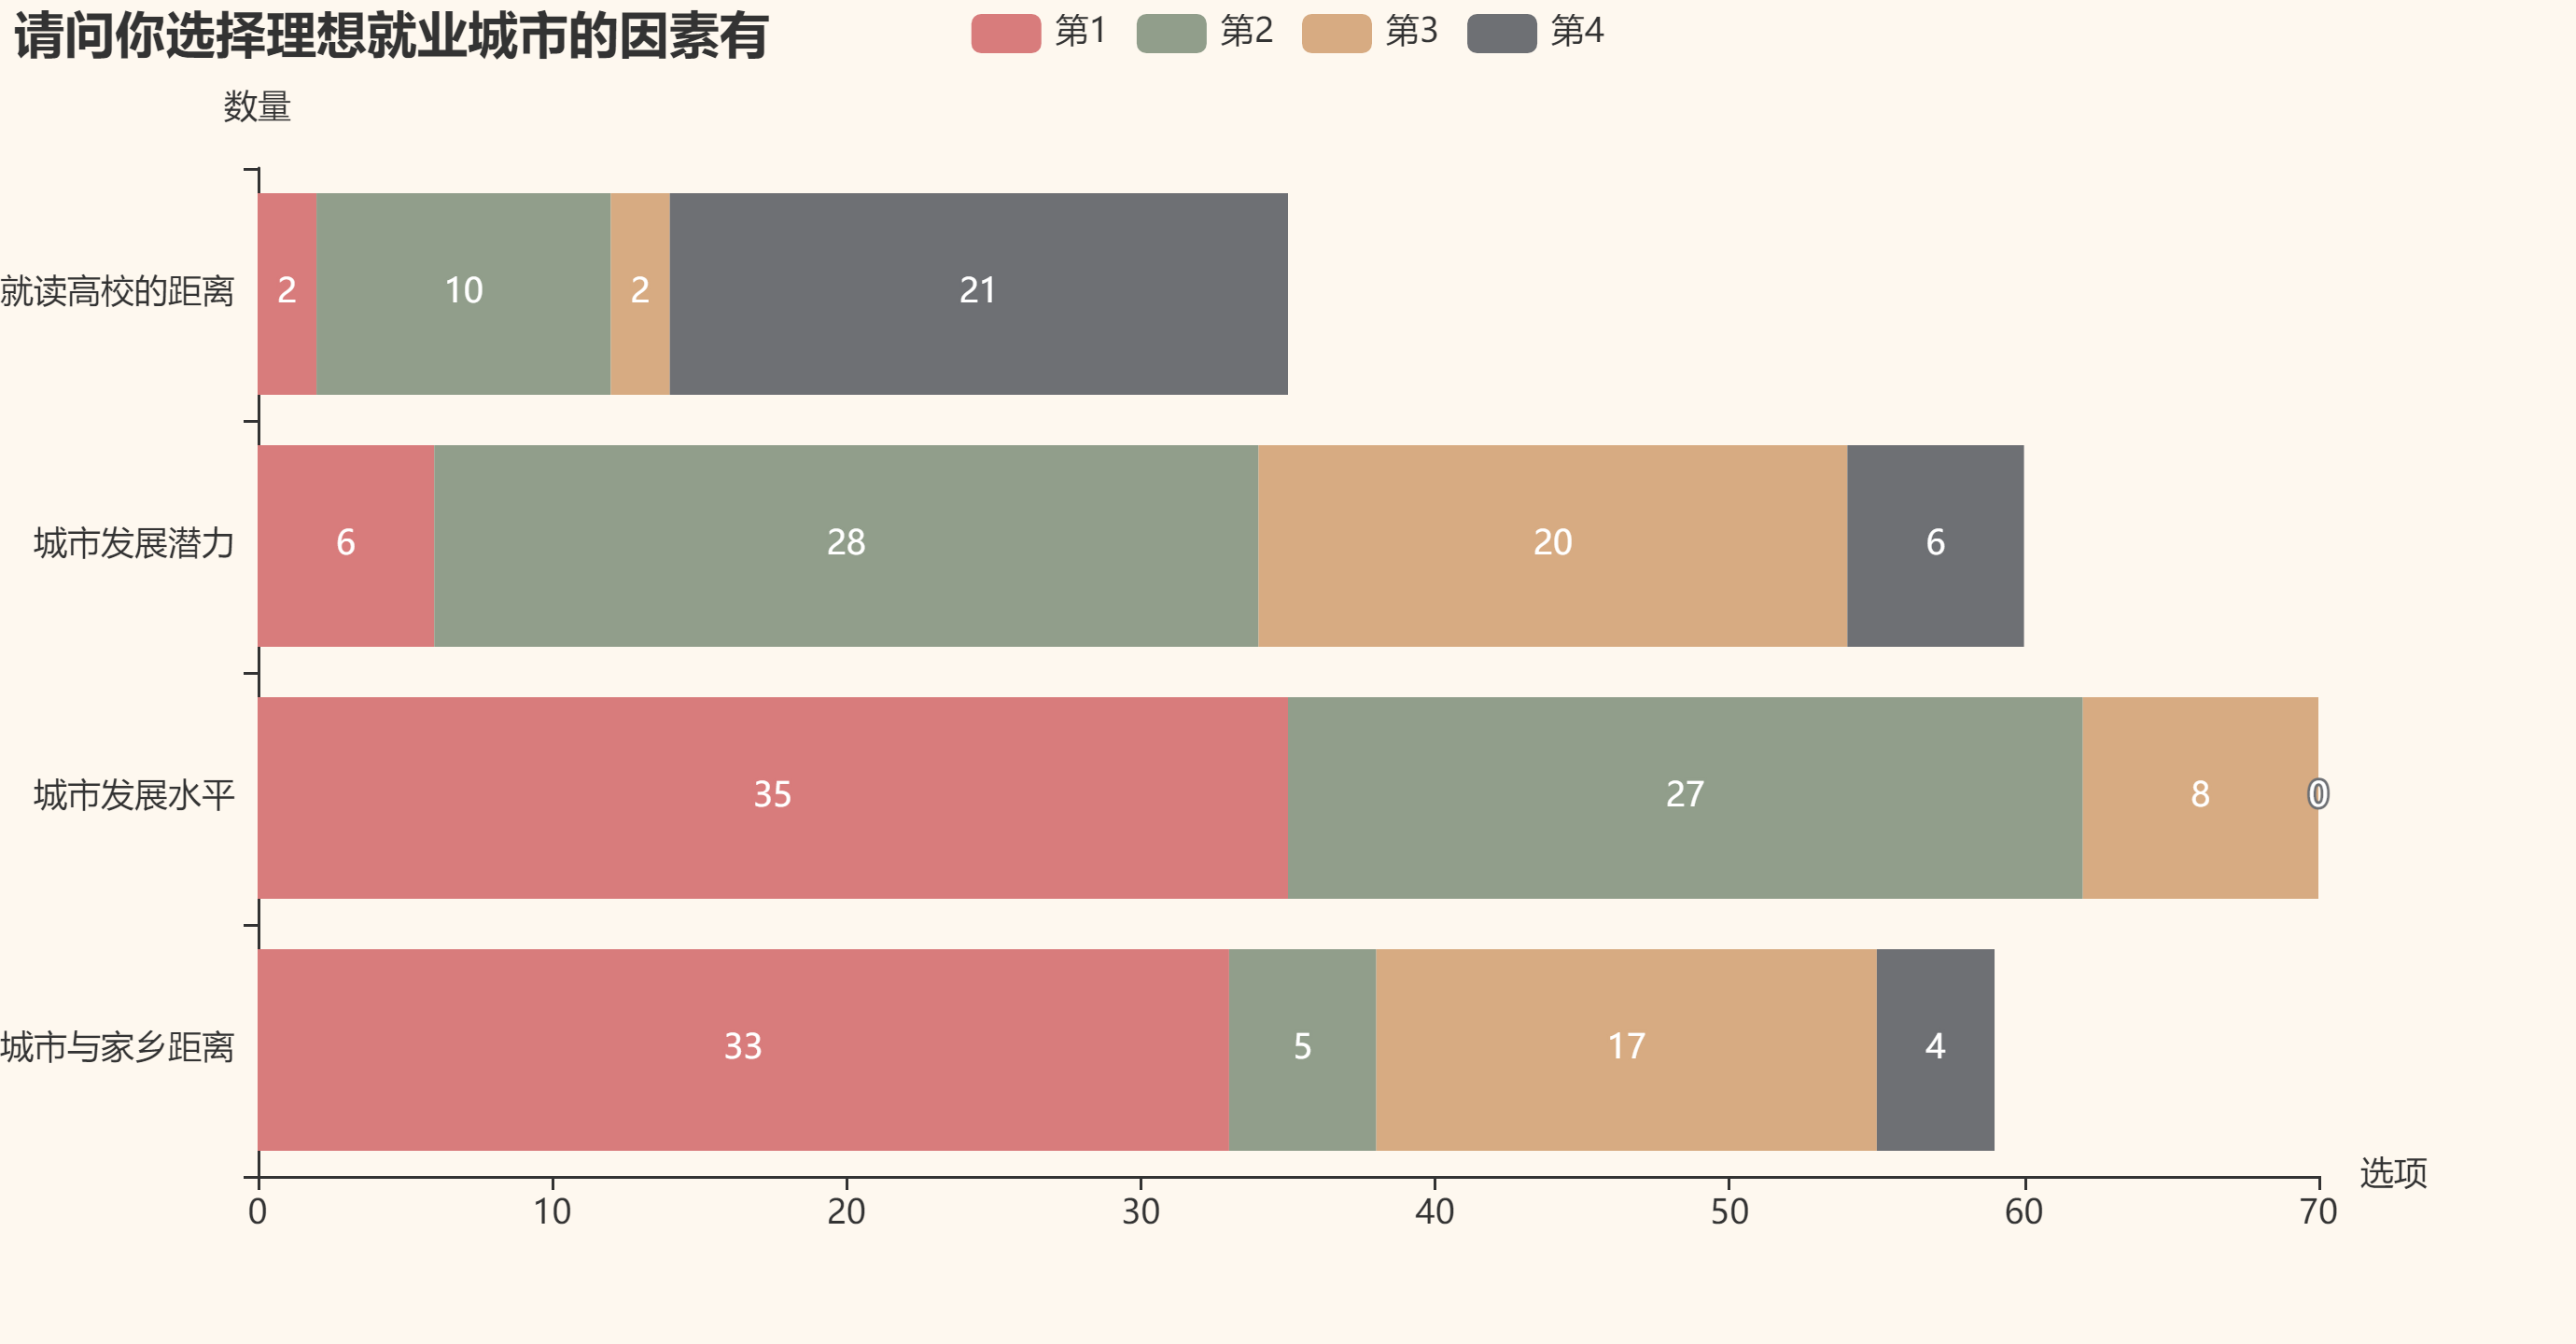 请问你选择理想就业城市的因素有
第1 第2 第3 第4
数量
就读高校的距离 2 10 2 21
城市发展潜力 6 28 20 6
城市发展水平 35 27 8 0
城市与家乡距离 33 5 17 4
选项
0 10 20 30 40 50 60 70